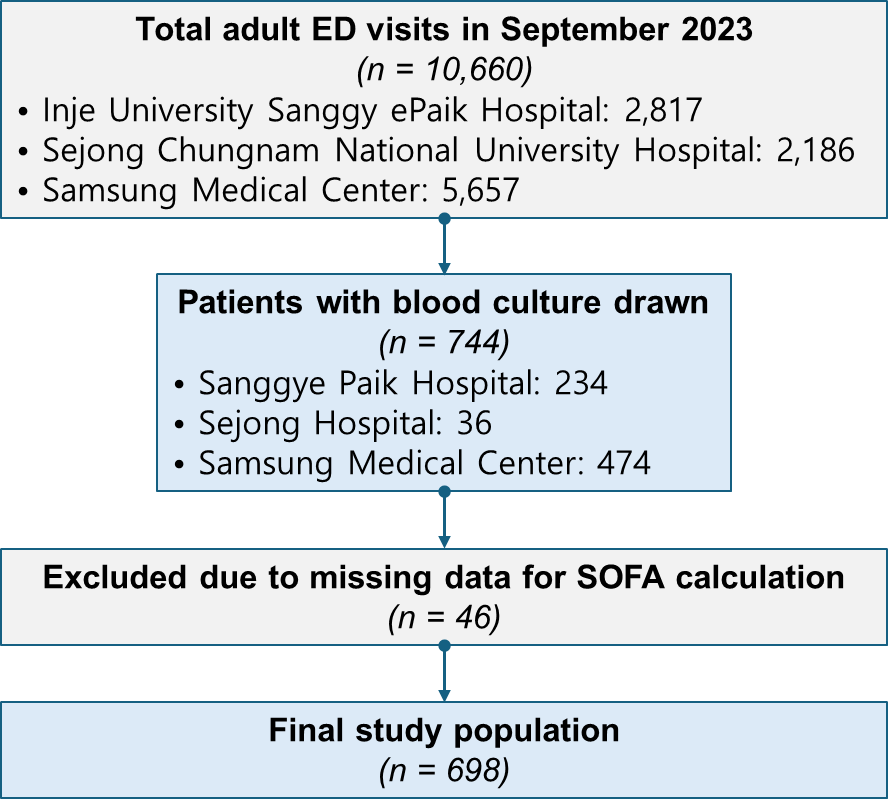 Total adult ED visits in September 2023
(n = 10,660)
• Inje University Sanggy ePaik Hospital: 2,817
• Sejong Chungnam National University Hospital: 2,186
• Samsung Medical Center: 5,657
Patients with blood culture drawn
(n = 744)
• Sanggye Paik Hospital: 234
• Sejong Hospital: 36
• Samsung Medical Center: 474
Excluded due to missing data for SOFA calculation
(n = 46)
Final study population
(n = 698)